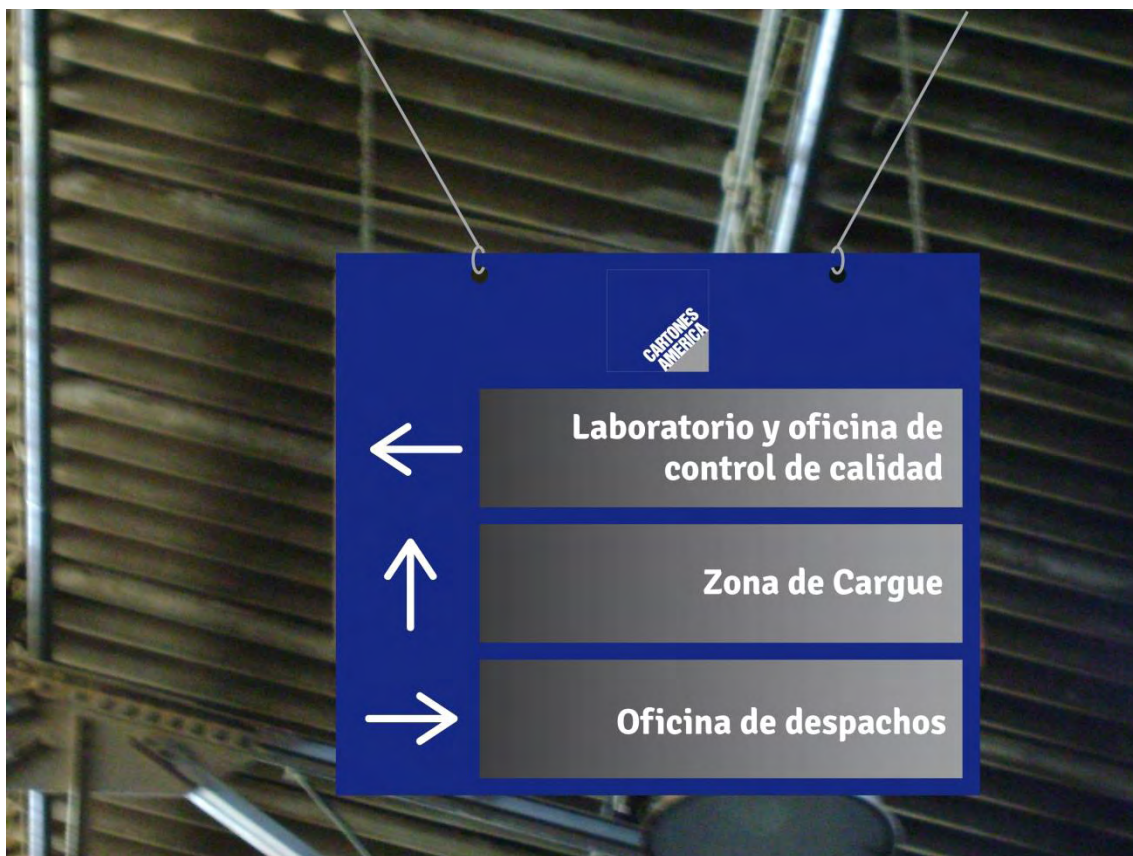 CARTONES
AMERICA
Laboratorio y oficina de
control de calidad
Zona de Cargue
Oficina de despachos